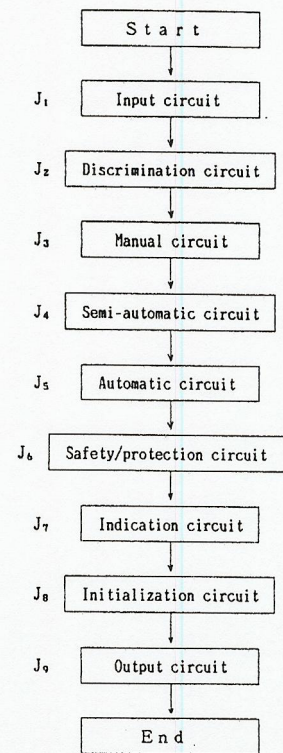 Start
J₁ Input circuit
J₂ Discrimination circuit
J₃ Manual circuit
J₄ Semi-automatic circuit
J₅ Automatic circuit
J₆ Safety/protection circuit
J₇ Indication circuit
J₈ Initialization circuit
J₉ Output circuit
End